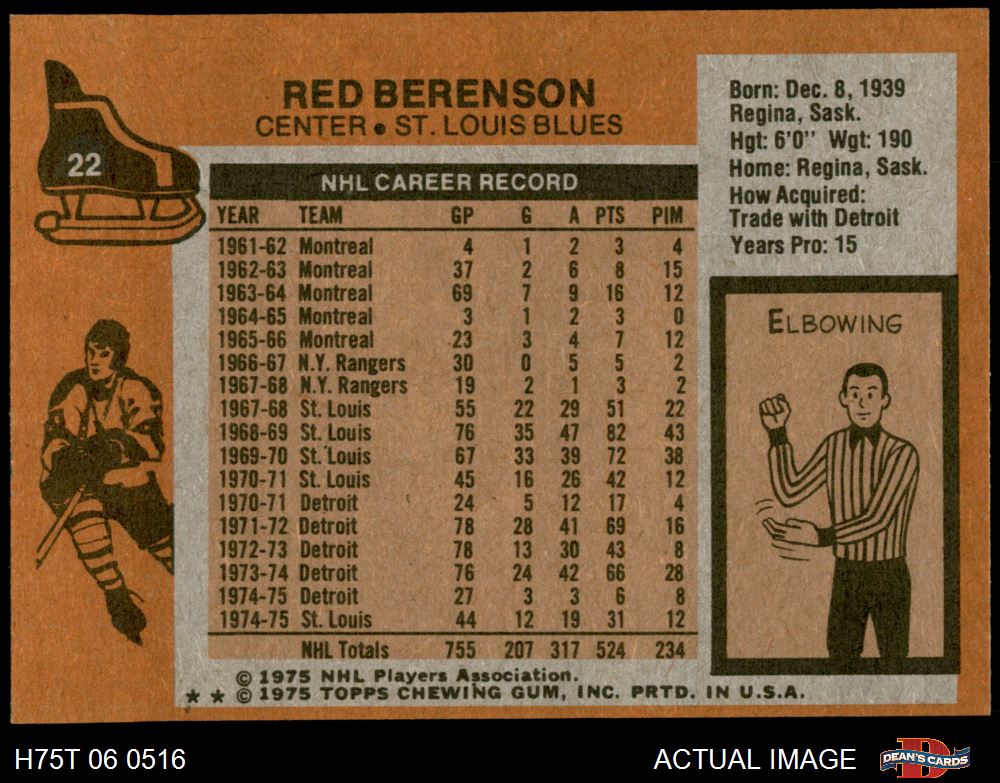 22
RED BERENSON
CENTER • ST. LOUIS BLUES
NHL CAREER RECORD
YEAR TEAM GP G A PTS PIM
1961-62 Montreal 4 1 2 3 4
1962-63 Montreal 37 2 6 8 15
1963-64 Montreal 69 7 9 16 12
1964-65 Montreal 3 1 2 3 0
1965-66 Montreal 23 3 4 7 12
1966-67 N.Y. Rangers 30 0 5 5 2
1967-68 N.Y. Rangers 19 2 1 3 2
1967-68 St. Louis 55 22 29 51 22
1968-69 St. Louis 76 35 47 82 43
1969-70 St. Louis 67 33 39 72 38
1970-71 St. Louis 45 16 26 42 12
1970-71 Detroit 24 5 12 17 4
1971-72 Detroit 78 28 41 69 16
1972-73 Detroit 78 13 30 43 8
1973-74 Detroit 76 24 42 66 28
1974-75 Detroit 27 3 3 6 8
1974-75 St. Louis 44 12 19 31 12
NHL Totals 755 207 317 524 234
© 1975 NHL Players Association.
★ ★ © 1975 TOPPS CHEWING GUM, INC. PRTD. IN U.S.A.
Born: Dec. 8, 1939
Regina, Sask.
Hgt: 6'0" Wgt: 190
Home: Regina, Sask.
How Acquired:
Trade with Detroit
Years Pro: 15
ELBOWING
H75T 06 0516
ACTUAL IMAGE
DEAN'S CARDS